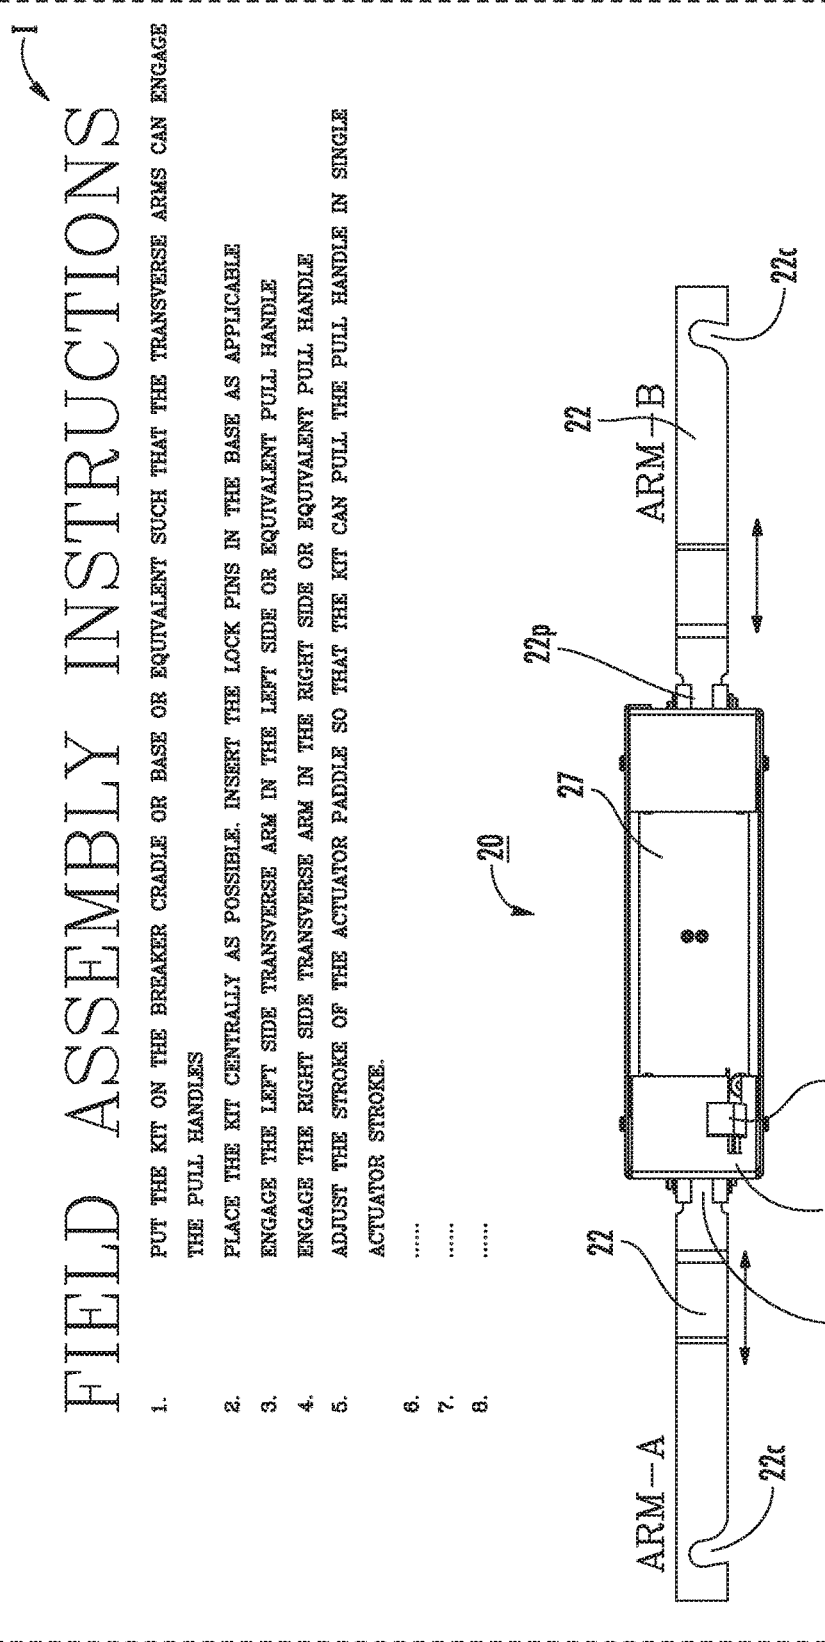 I
FIELD ASSEMBLY INSTRUCTIONS
1. PUT THE KIT ON THE BREAKER CRADLE OR BASE OR EQUIVALENT SUCH THAT THE TRANSVERSE ARMS CAN ENGAGE
THE PULL HANDLES
2. PLACE THE KIT CENTRALLY AS POSSIBLE. INSERT THE LOCK PINS IN THE BASE AS APPLICABLE
3. ENGAGE THE LEFT SIDE TRANSVERSE ARM IN THE LEFT SIDE OR EQUIVALENT PULL HANDLE
4. ENGAGE THE RIGHT SIDE TRANSVERSE ARM IN THE RIGHT SIDE OR EQUIVALENT PULL HANDLE
5. ADJUST THE STROKE OF THE ACTUATOR PADDLE SO THAT THE KIT CAN PULL THE PULL HANDLE IN SINGLE
ACTUATOR STROKE.
6. ......
7. ......
8. ......
20
22
27
22p
22
ARM-A
ARM-B
22c
22c